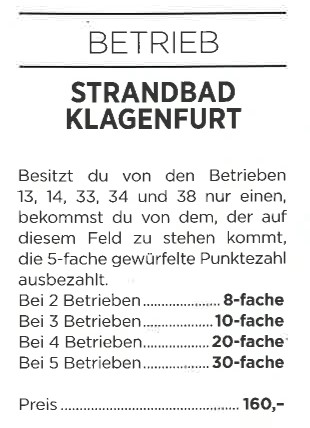 BETRIEB
STRANDBAD
KLAGENFURT
Besitzt du von den Betrieben
13, 14, 33, 34 und 38 nur einen,
bekommst du von dem, der auf
diesem Feld zu stehen kommt,
die 5-fache gewürfelte Punktezahl
ausbezahlt.
Bei 2 Betrieben.................... 8-fache
Bei 3 Betrieben..................10-fache
Bei 4 Betrieben................. 20-fache
Bei 5 Betrieben................. 30-fache
Preis ............................................ 160,–